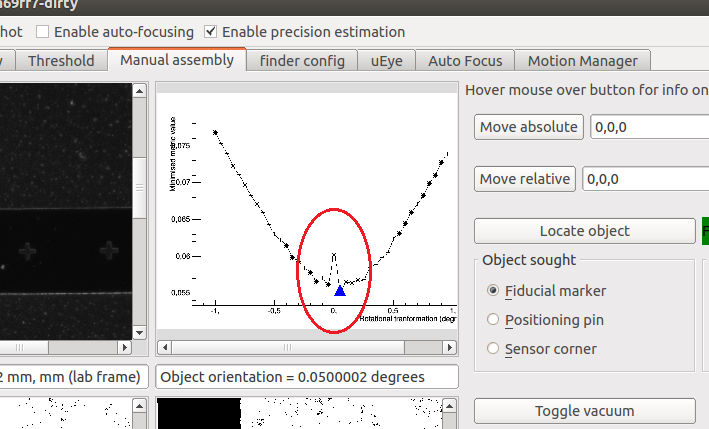 69rr7-dirty
hot Enable auto-focusing Enable precision estimation
Threshold Manual assembly finder config uEye Auto Focus Motion Manager
Hover mouse over button for info on
Minimised metric value
0.075
0.07
0.065
0.06
0.055
-1, -0.5 0. 0.5 1.
Rotational tranformation (degr
Move absolute 0,0,0
Move relative 0,0,0
Locate object
Object sought
Fiducial marker
Positioning pin
Sensor corner
2 mm, mm (lab frame) Object orientation = 0.0500002 degrees
Toggle vacuum